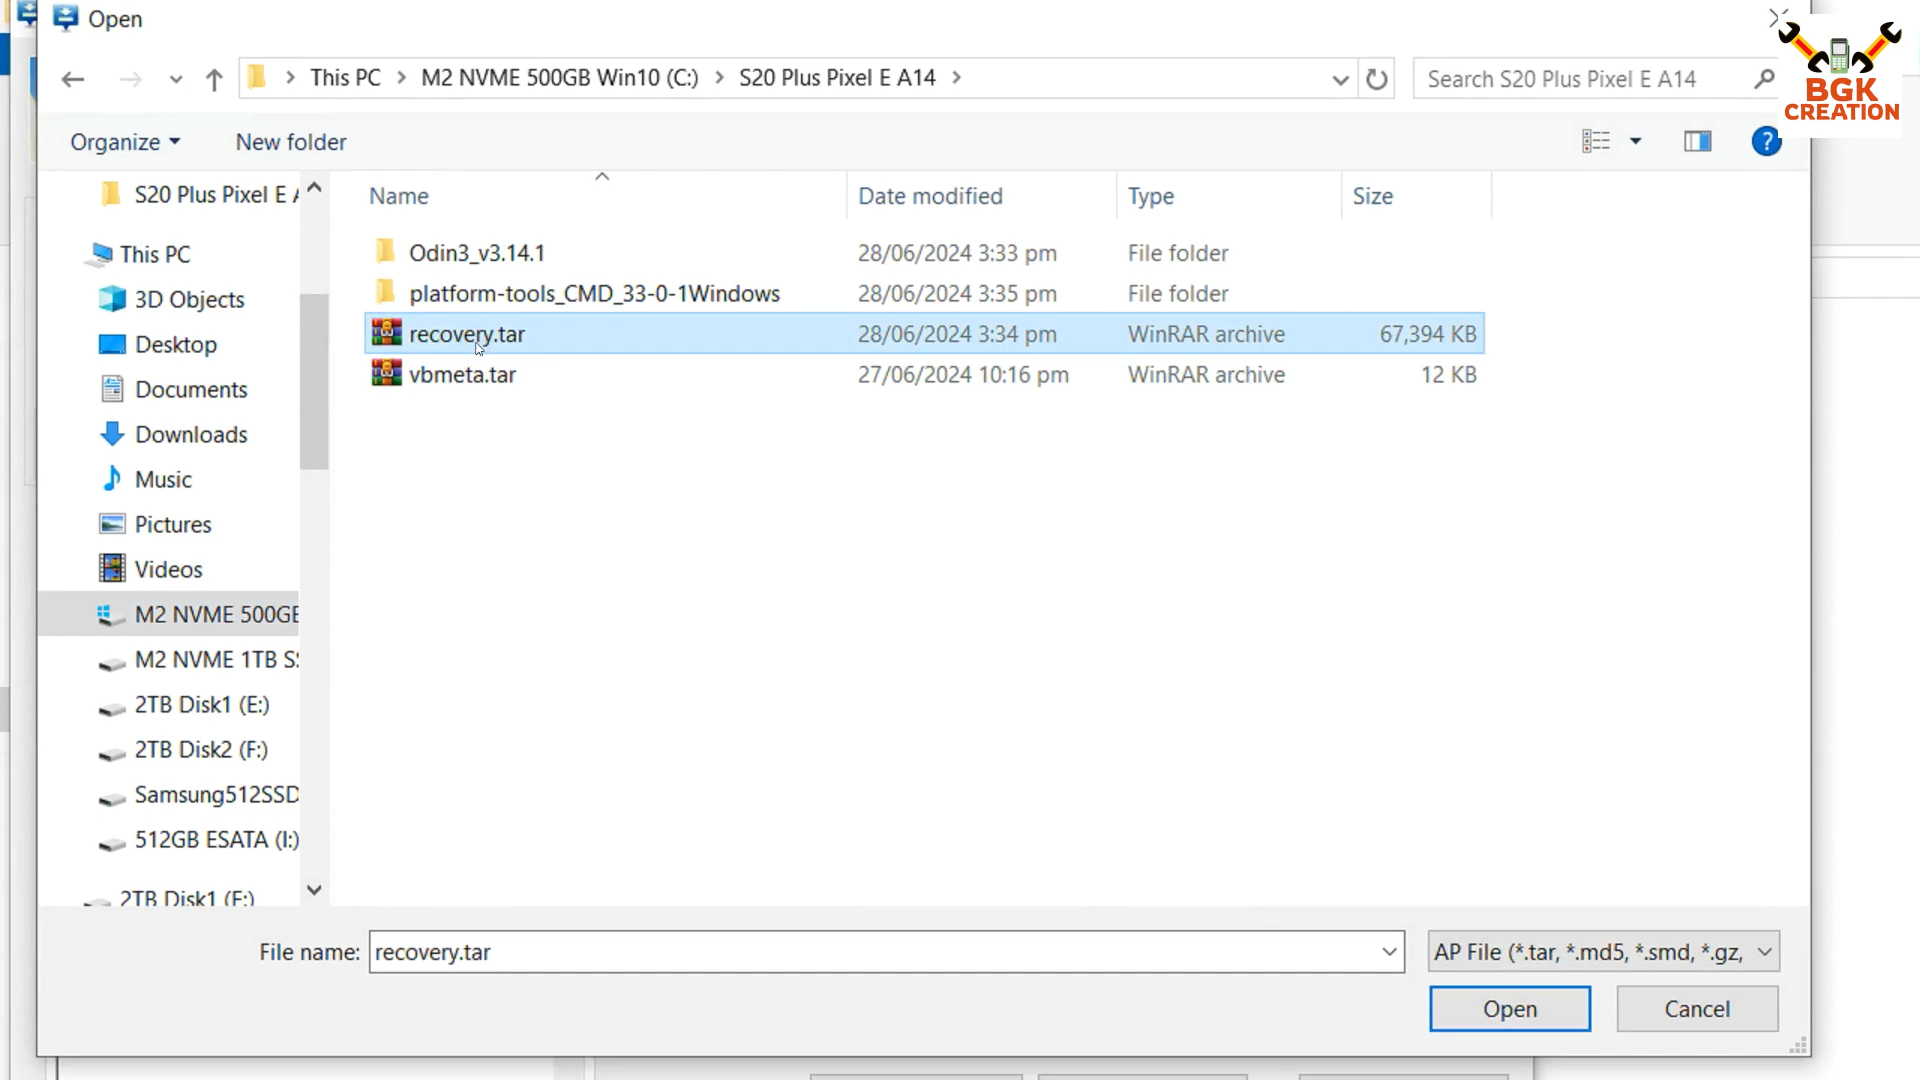 Open
This PC
M2 NVME 500GB Win10 (C:)
S20 Plus Pixel E A14
Search S20 Plus Pixel E A14
BGK
CREATION
Organize
New folder
?
S20 Plus Pixel E A
This PC
3D Objects
Desktop
Documents
Downloads
Music
Pictures
Videos
M2 NVME 500GB
M2 NVME 1TB S
2TB Disk1 (E:)
2TB Disk2 (F:)
Samsung512SSD
512GB ESATA (I:)
2TB Disk1 (E:)
Name Date modified Type Size
Odin3_v3.14.1 28/06/2024 3:33 pm File folder
platform-tools_CMD_33-0-1Windows 28/06/2024 3:35 pm File folder
recovery.tar 28/06/2024 3:34 pm WinRAR archive 67,394 KB
vbmeta.tar 27/06/2024 10:16 pm WinRAR archive 12 KB
File name: recovery.tar AP File (*.tar, *.md5, *.smd, *.gz,
Open Cancel